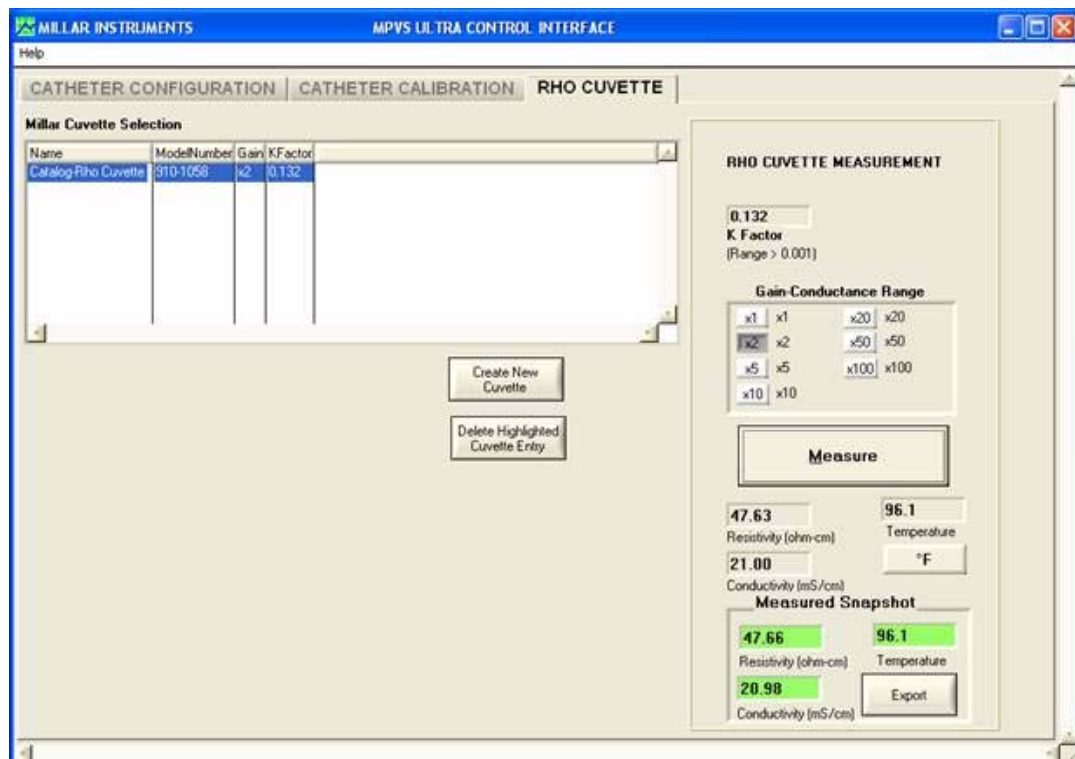 MILLAR INSTRUMENTS MPVS ULTRA CONTROL INTERFACE
Help
CATHETER CONFIGURATION CATHETER CALIBRATION RHO CUVETTE
Millar Cuvette Selection
Name ModelNumber Gain KFactor
Catalog-Rho Cuvette 910-1058 x2 0.132
Create New
Cuvette
Delete Highlighted
Cuvette Entry
RHO CUVETTE MEASUREMENT
0.132
K Factor
(Range > 0.001)
Gain-Conductance Range
x1 x1 x20 x20
x2 x2 x50 x50
x5 x5 x100 x100
x10 x10
Measure
47.63 96.1
Resistivity (ohm-cm) Temperature
21.00 °F
Conductivity (mS/cm)
Measured Snapshot
47.66 96.1
Resistivity (ohm-cm) Temperature
20.98 Export
Conductivity (mS/cm)